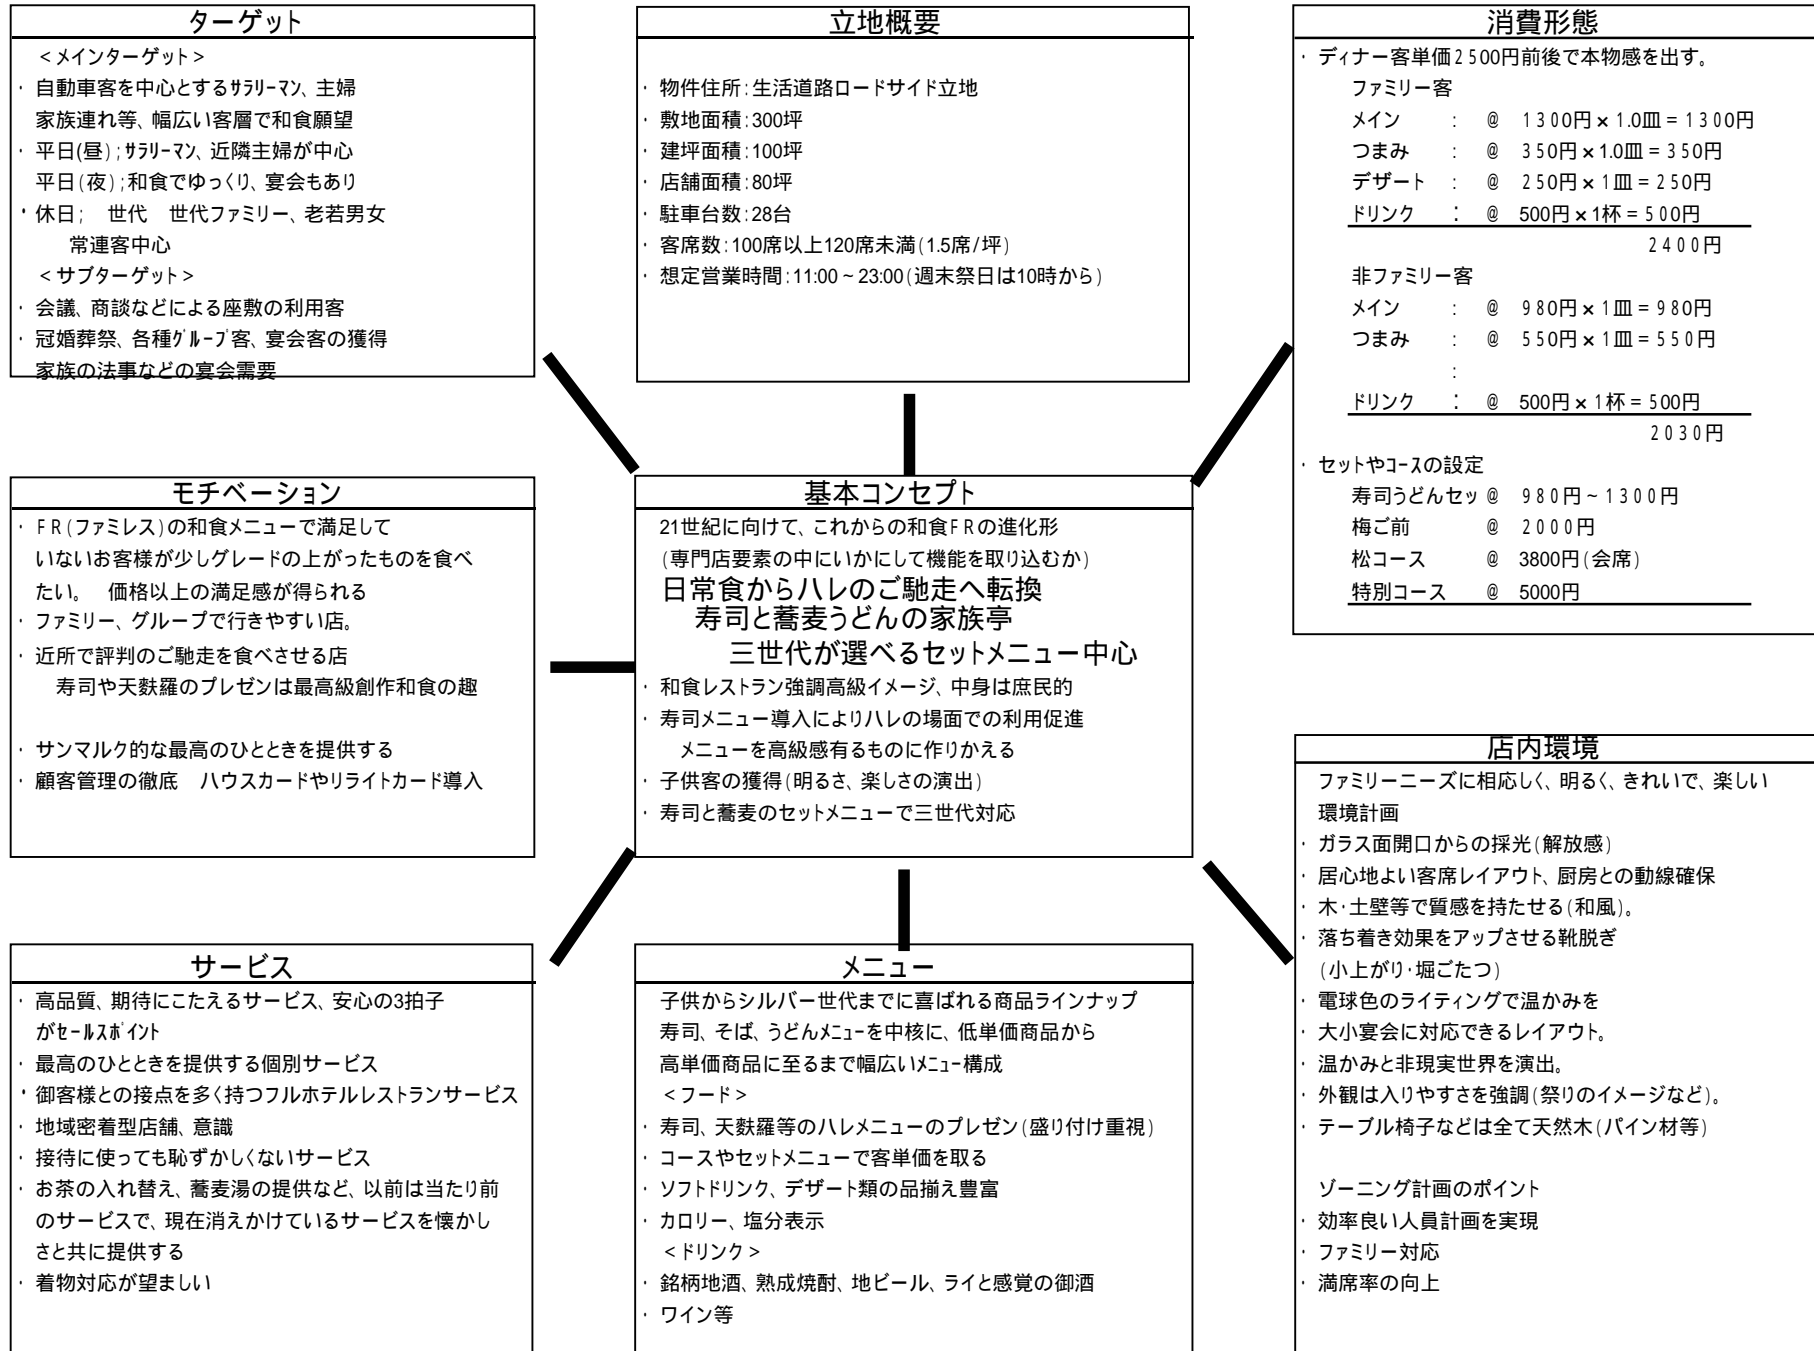 ターゲット
＜メインターゲット＞
・自動車客を中心とするｻﾗﾘｰﾏﾝ、主婦
家族連れ等、幅広い客層で和食願望
・平日(昼);ｻﾗﾘｰﾏﾝ、近隣主婦が中心
平日(夜);和食でゆっくり、宴会もあり
・休日;　世代　世代ファミリー、老若男女
常連客中心
＜サブターゲット＞
・会議、商談などによる座敷の利用客
・冠婚葬祭、各種ｸﾞﾙｰﾌﾟ客、宴会客の獲得
家族の法事などの宴会需要
立地概要
・物件住所:生活道路ロードサイド立地
・敷地面積:300坪
・建坪面積:100坪
・店舗面積:80坪
・駐車台数:28台
・客席数:100席以上120席未満(1.5席/坪)
・想定営業時間:11:00～23:00(週末祭日は10時から)
消費形態
・ディナー客単価2500円前後で本物感を出す。
ファミリー客
メイン　:　@　1300円×1.0皿=1300円
つまみ　:　@　350円×1.0皿=350円
デザート　:　@　250円×1皿=250円
ドリンク　:　@　500円×1杯=500円
2400円
非ファミリー客
メイン　:　@　980円×1皿=980円
つまみ　:　@　550円×1皿=550円
:
ドリンク　:　@　500円×1杯=500円
2030円
・セットやｺｰｽの設定
寿司うどんセッ　@　980円～1300円
梅ご前　@　2000円
松コース　@　3800円(会席)
特別コース　@　5000円
モチベーション
・ＦＲ(ファミレス)の和食メニューで満足して
いないお客様が少しグレードの上がったものを食べ
たい。　価格以上の満足感が得られる
・ファミリー、グループで行きやすい店。
・近所で評判のご馳走を食べさせる店
寿司や天麩羅のプレゼンは最高級創作和食の趣
・サンマルク的な最高のひとときを提供する
・顧客管理の徹底　ハウスカードやリライトカード導入
基本コンセプト
21世紀に向けて、これからの和食ＦＲの進化形
(専門店要素の中にいかにして機能を取り込むか)
日常食からハレのご馳走へ転換
寿司と蕎麦うどんの家族亭
三世代が選べるセットメニュー中心
・和食レストラン強調高級イメージ、中身は庶民的
・寿司メニュー導入によりハレの場面での利用促進
メニューを高級感有るものに作りかえる
・子供客の獲得(明るさ、楽しさの演出)
・寿司と蕎麦のセットメニューで三世代対応
店内環境
ファミリーニーズに相応しく、明るく、きれいで、楽しい
環境計画
・ガラス面開口からの採光(解放感)
・居心地よい客席レイアウト、厨房との動線確保
・木・土壁等で質感を持たせる(和風)。
・落ち着き効果をアップさせる靴脱ぎ
(小上がり・堀ごたつ)
・電球色のライティングで温かみを
・大小宴会に対応できるレイアウト。
・温かみと非現実世界を演出。
・外観は入りやすさを強調(祭りのイメージなど)。
・テーブル椅子などは全て天然木(パイン材等)
ゾーニング計画のポイント
・効率良い人員計画を実現
・ファミリー対応
・満席率の向上
サービス
・高品質、期待にこたえるサービス、安心の3拍子
がｾｰﾙｽﾎﾟｲﾝﾄ
・最高のひとときを提供する個別サービス
・御客様との接点を多く持つフルホテルレストランサービス
・地域密着型店舗、意識
・接待に使っても恥ずかしくないサービス
・お茶の入れ替え、蕎麦湯の提供など、以前は当たり前
のサービスで、現在消えかけているサービスを懐かし
さと共に提供する
・着物対応が望ましい
メニュー
子供からシルバー世代までに喜ばれる商品ラインナップ
寿司、そば、うどんﾒﾆｭｰを中核に、低単価商品から
高単価商品に至るまで幅広いﾒﾆｭｰ構成
＜フード＞
・寿司、天麩羅等のハレメニューのプレゼン(盛り付け重視)
・コースやセットメニューで客単価を取る
・ソフトドリンク、デザート類の品揃え豊富
・カロリー、塩分表示
＜ドリンク＞
・銘柄地酒、熟成焼酎、地ビール、ライと感覚の御酒
・ワイン等